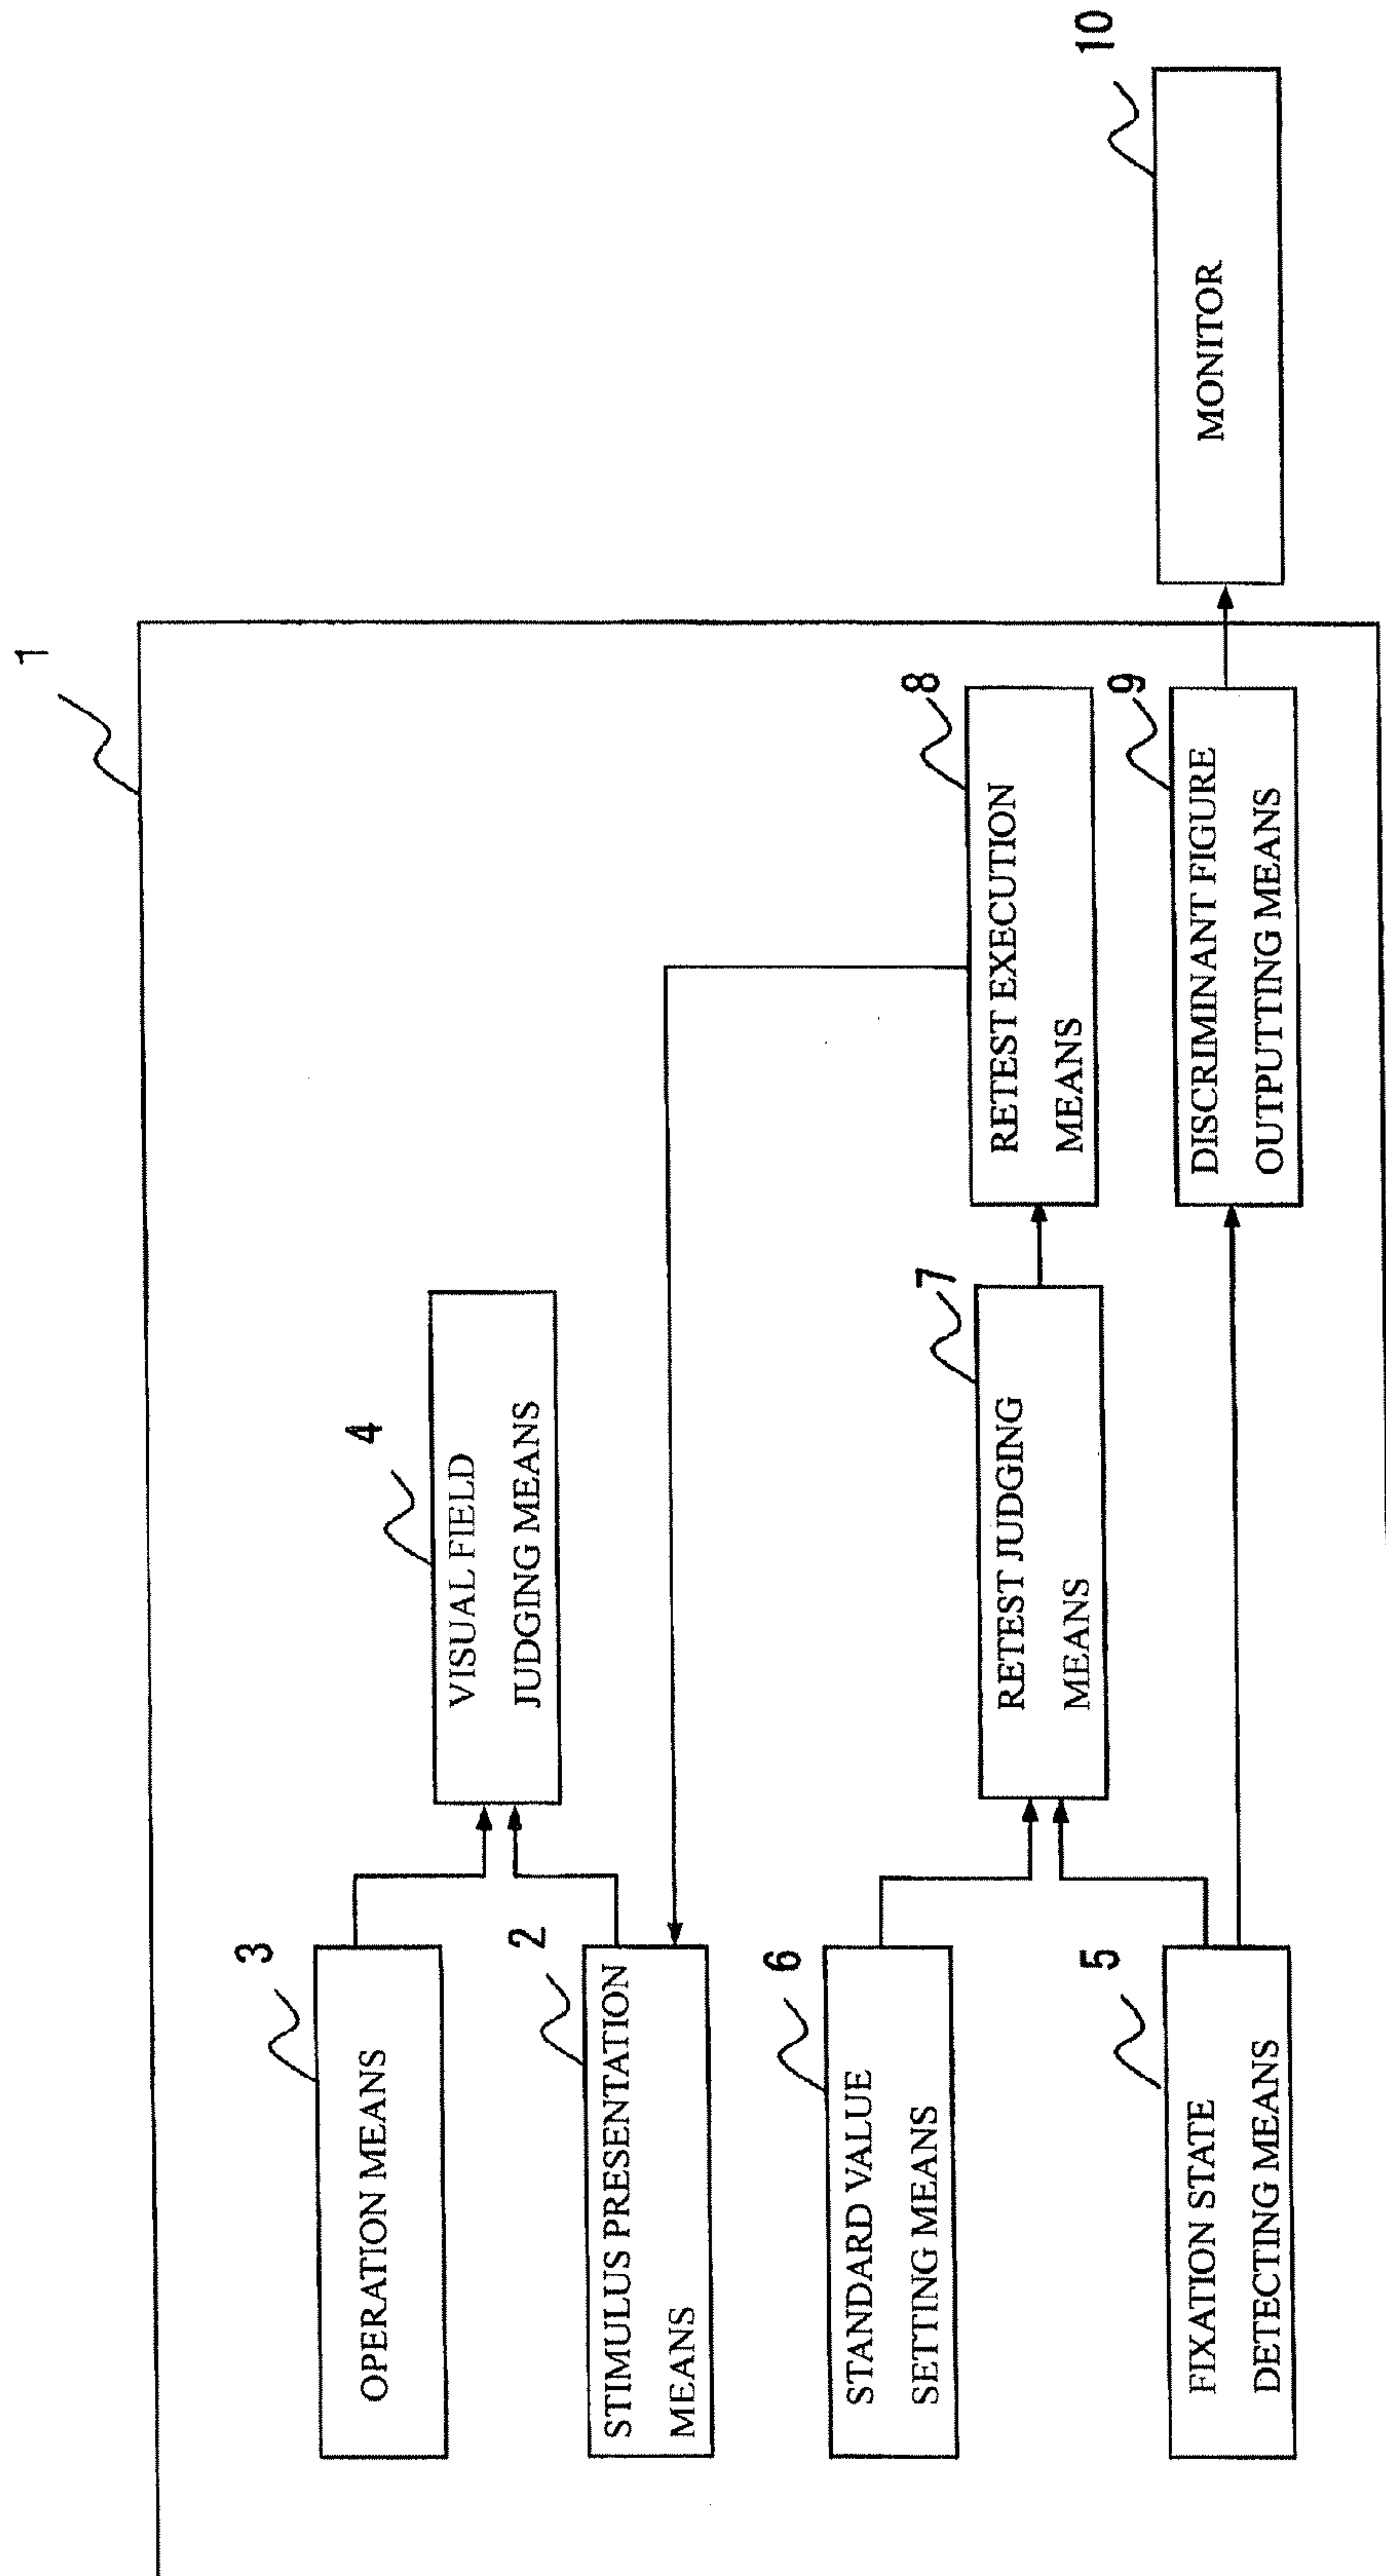 1
3
OPERATION MEANS
4
VISUAL FIELD
JUDGING MEANS
2
STIMULUS PRESENTATION
MEANS
6
STANDARD VALUE
SETTING MEANS
7
RETEST JUDGING
MEANS
8
RETEST EXECUTION
MEANS
5
FIXATION STATE
DETECTING MEANS
9
DISCRIMINANT FIGURE
OUTPUTTING MEANS
10
MONITOR